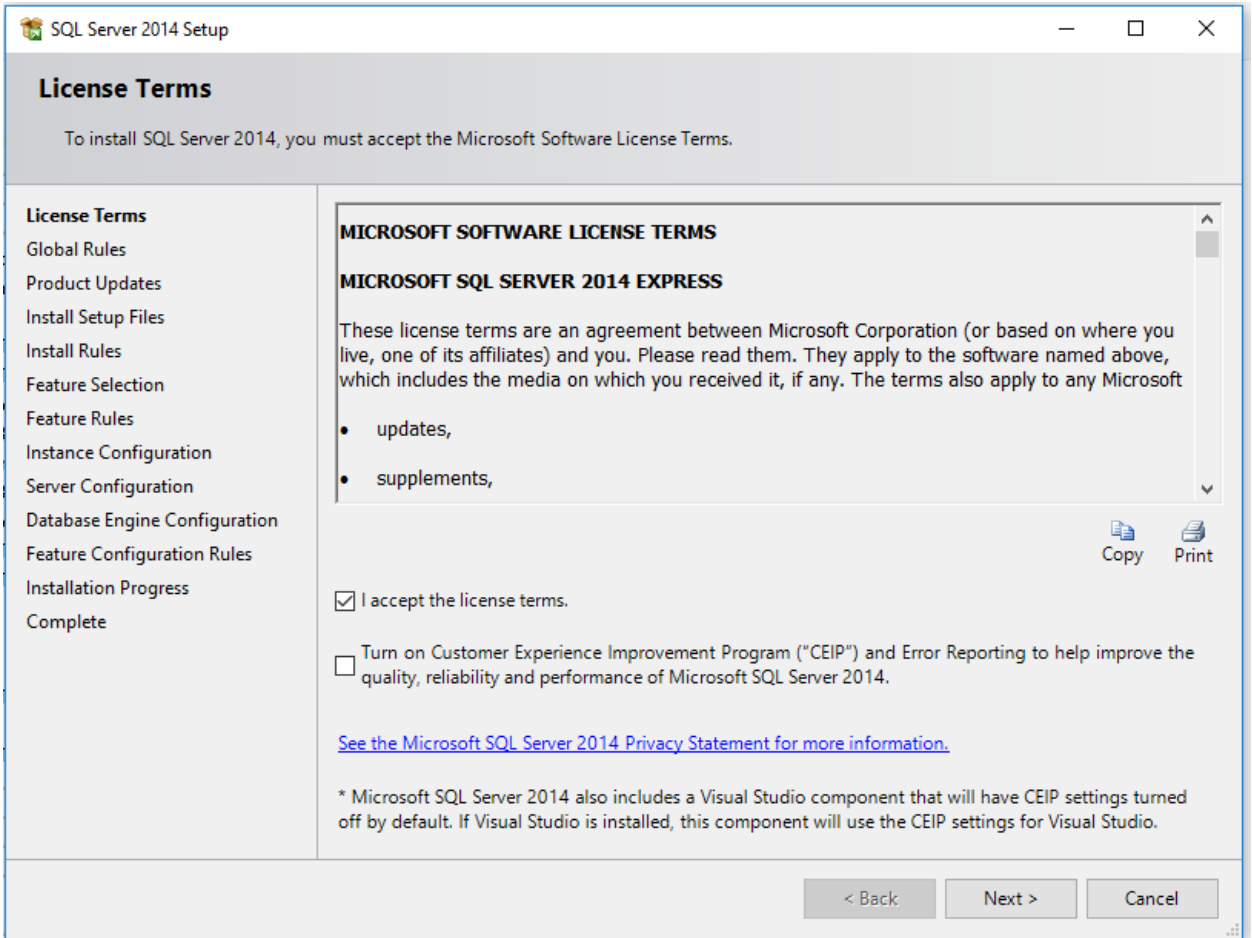 SQL Server 2014 Setup
License Terms
To install SQL Server 2014, you must accept the Microsoft Software License Terms.
License Terms
Global Rules
Product Updates
Install Setup Files
Install Rules
Feature Selection
Feature Rules
Instance Configuration
Server Configuration
Database Engine Configuration
Feature Configuration Rules
Installation Progress
Complete
MICROSOFT SOFTWARE LICENSE TERMS
MICROSOFT SQL SERVER 2014 EXPRESS
These license terms are an agreement between Microsoft Corporation (or based on where you
live, one of its affiliates) and you. Please read them. They apply to the software named above,
which includes the media on which you received it, if any. The terms also apply to any Microsoft
• updates,
• supplements,
Copy Print
I accept the license terms.
Turn on Customer Experience Improvement Program (“CEIP”) and Error Reporting to help improve the
quality, reliability and performance of Microsoft SQL Server 2014.
See the Microsoft SQL Server 2014 Privacy Statement for more information.
* Microsoft SQL Server 2014 also includes a Visual Studio component that will have CEIP settings turned
off by default. If Visual Studio is installed, this component will use the CEIP settings for Visual Studio.
< Back Next > Cancel